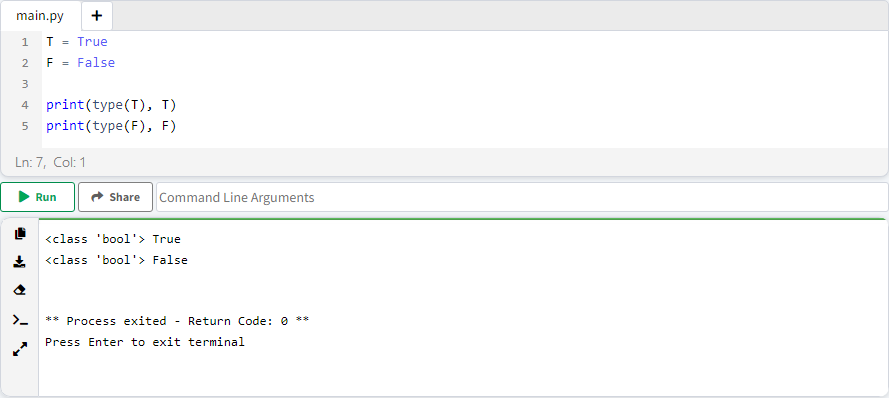 main.py +
1 T = True
2 F = False
3
4 print(type(T), T)
5 print(type(F), F)
Ln: 7, Col: 1
Run Share Command Line Arguments
<class 'bool'> True
<class 'bool'> False
** Process exited - Return Code: 0 **
Press Enter to exit terminal